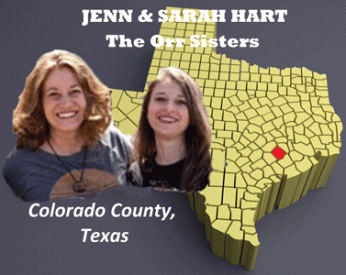 JENN & SARAH HART
The Orr Sisters
Colorado County,
Texas